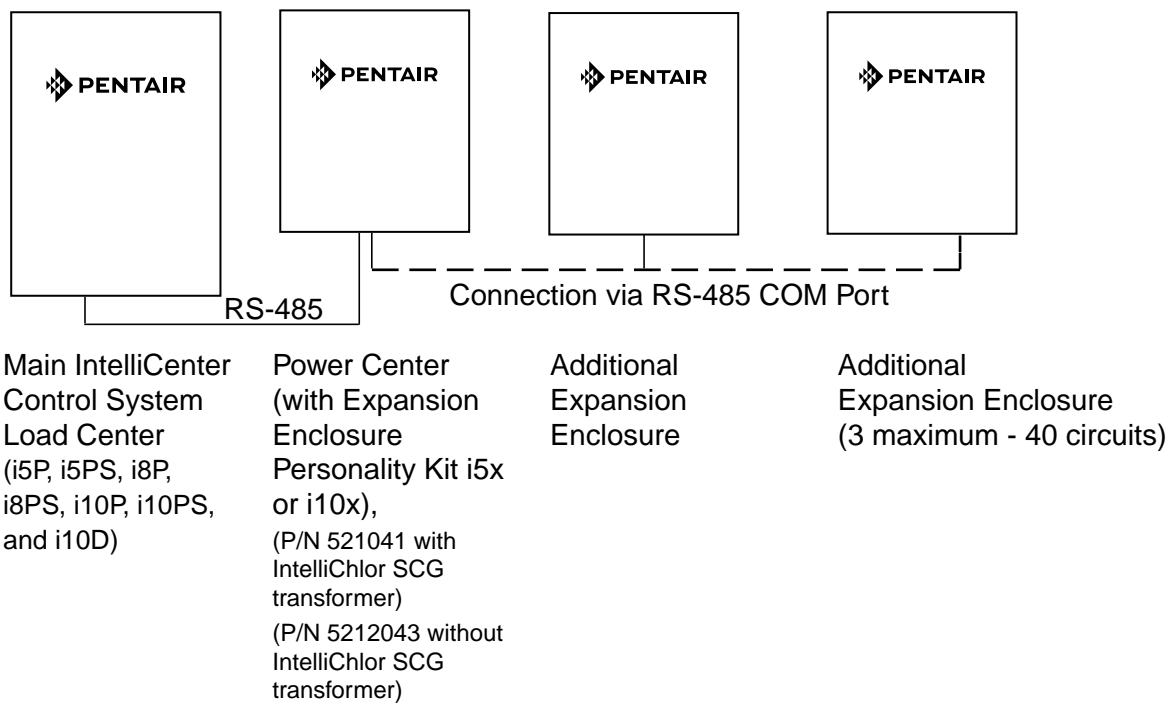 PENTAIR
PENTAIR
PENTAIR
PENTAIR
RS-485
Connection via RS-485 COM Port
Main IntelliCenter
Control System
Load Center
(i5P, i5PS, i8P,
i8PS, i10P, i10PS,
and i10D)
Power Center
(with Expansion
Enclosure
Personality Kit i5x
or i10x),
(P/N 521041 with
IntelliChlor SCG
transformer)
(P/N 5212043 without
IntelliChlor SCG
transformer)
Additional
Expansion
Enclosure
Additional
Expansion Enclosure
(3 maximum - 40 circuits)